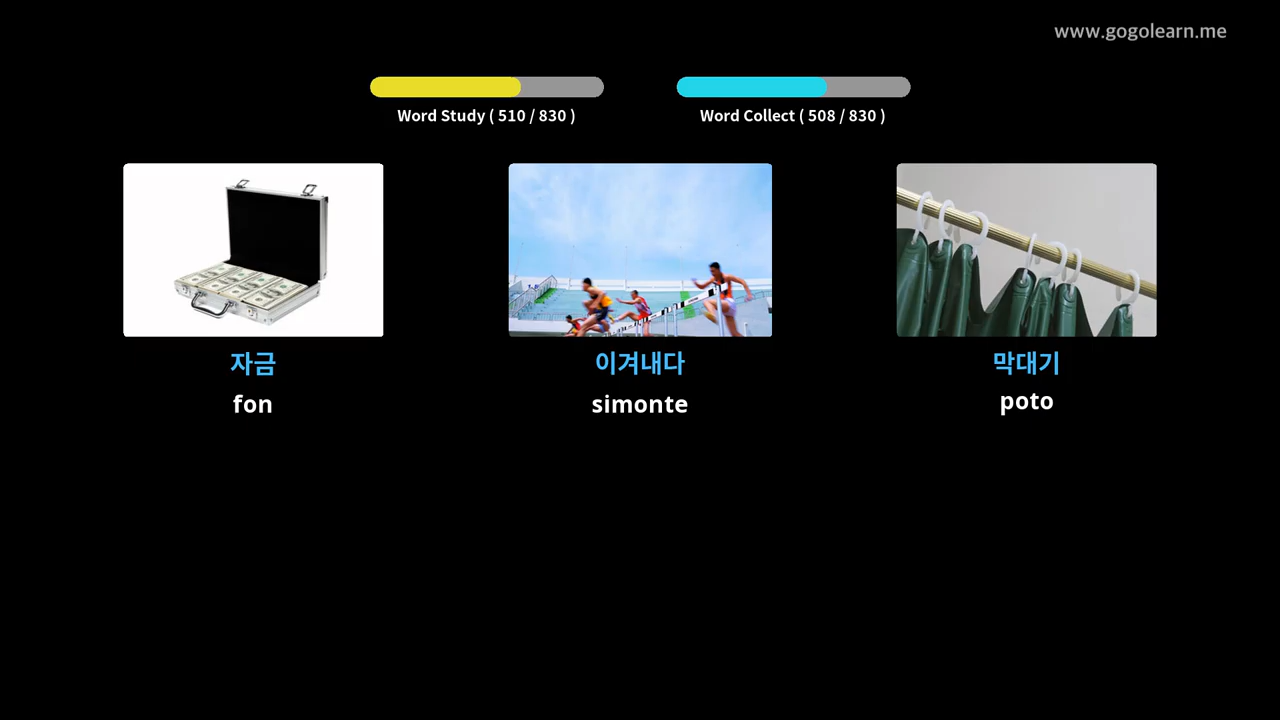 www.gogolearn.me
Word Study ( 510 / 830 )
Word Collect ( 508 / 830 )
자금
이겨내다
막대기
fon
simonte
poto